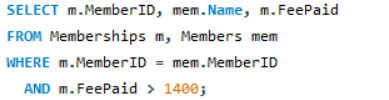 SELECT m.MemberID, mem.Name, m.FeePaid
FROM Memberships m, Members mem
WHERE m.MemberID = mem.MemberID
  AND m.FeePaid > 1400;